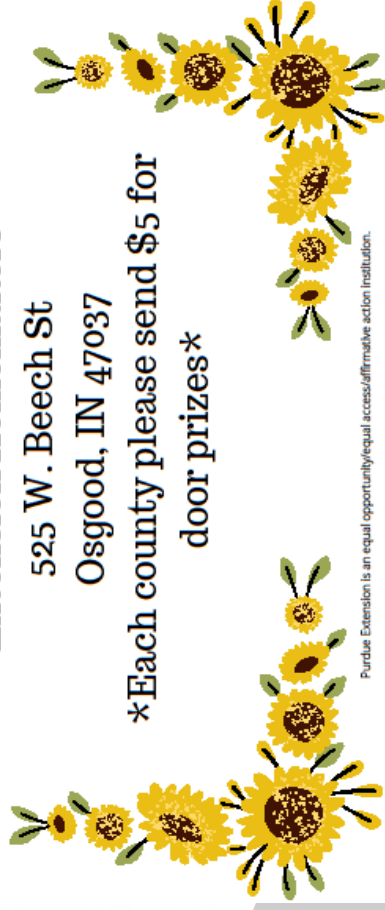 525 W. Beech St
Osgood, IN 47037
*Each county please send $5 for
door prizes*
Purdue Extension is an equal opportunity/equal access/affirmative action institution.